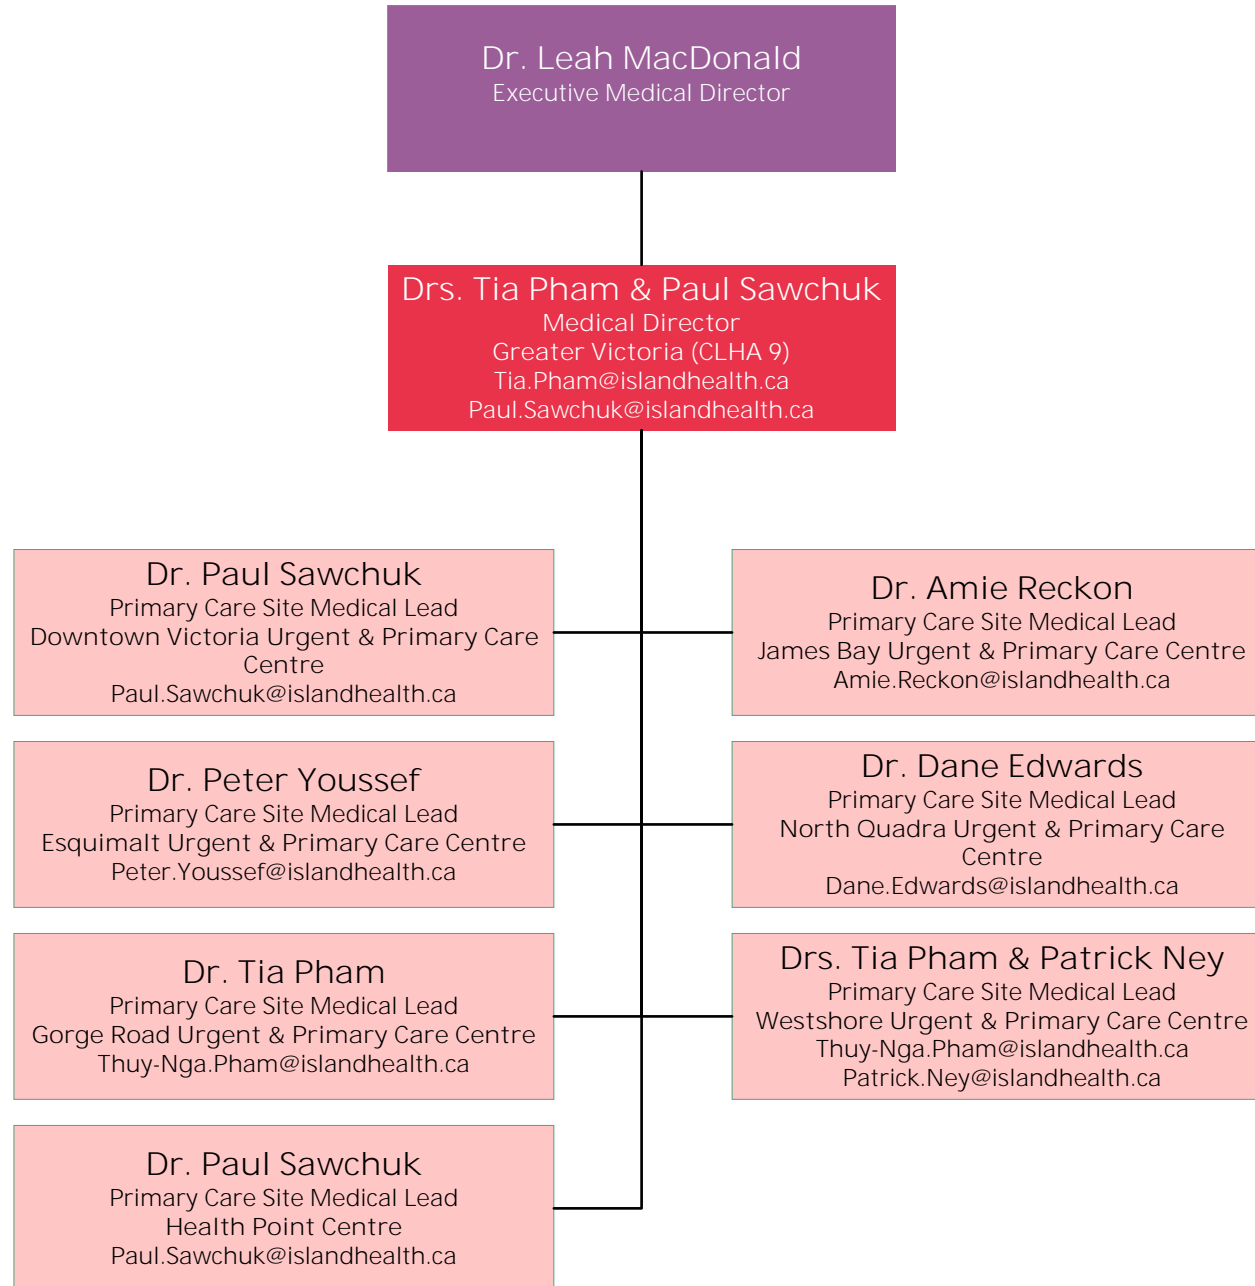 Dr. Leah MacDonald
Executive Medical Director
Drs. Tia Pham & Paul Sawchuk
Medical Director
Greater Victoria (CLHA 9)
Tia.Pham@islandhealth.ca
Paul.Sawchuk@islandhealth.ca
Dr. Paul Sawchuk
Primary Care Site Medical Lead
Downtown Victoria Urgent & Primary Care
Centre
Paul.Sawchuk@islandhealth.ca
Dr. Amie Reckon
Primary Care Site Medical Lead
James Bay Urgent & Primary Care Centre
Amie.Reckon@islandhealth.ca
Dr. Peter Youssef
Primary Care Site Medical Lead
Esquimalt Urgent & Primary Care Centre
Peter.Youssef@islandhealth.ca
Dr. Dane Edwards
Primary Care Site Medical Lead
North Quadra Urgent & Primary Care
Centre
Dane.Edwards@islandhealth.ca
Dr. Tia Pham
Primary Care Site Medical Lead
Gorge Road Urgent & Primary Care Centre
Thuy-Nga.Pham@islandhealth.ca
Drs. Tia Pham & Patrick Ney
Primary Care Site Medical Lead
Westshore Urgent & Primary Care Centre
Thuy-Nga.Pham@islandhealth.ca
Patrick.Ney@islandhealth.ca
Dr. Paul Sawchuk
Primary Care Site Medical Lead
Health Point Centre
Paul.Sawchuk@islandhealth.ca